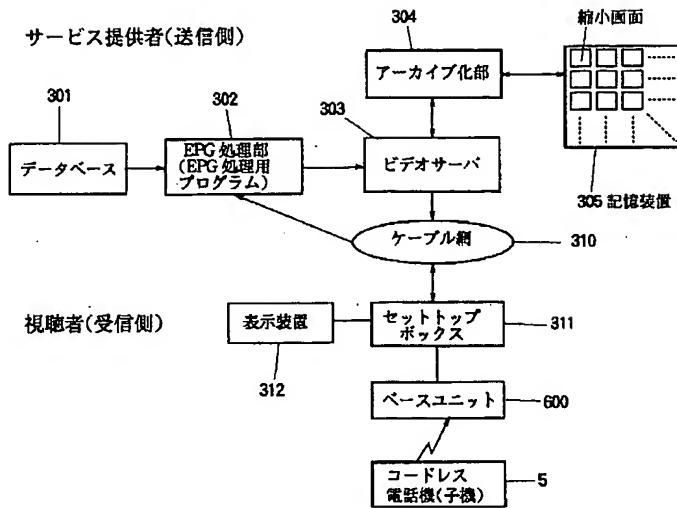 サービス提供者(送信側)
304
縮小画面
アーカイブ化部
301
302
303
データベース
EPG 処理部
(EPG 処理用
プログラム)
ビデオサーバ
305 記憶装置
ケーブル網
310
視聴者(受信側)
表示装置
セットトップ
ボックス
311
312
ベースユニット
600
コードレス
電話機(子機)
5